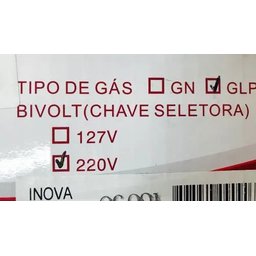 TIPO DE GÁS ☐ GN ☑ GLP
BIVOLT(CHAVE SELETORA)
☐ 127V
☑ 220V
INOVA